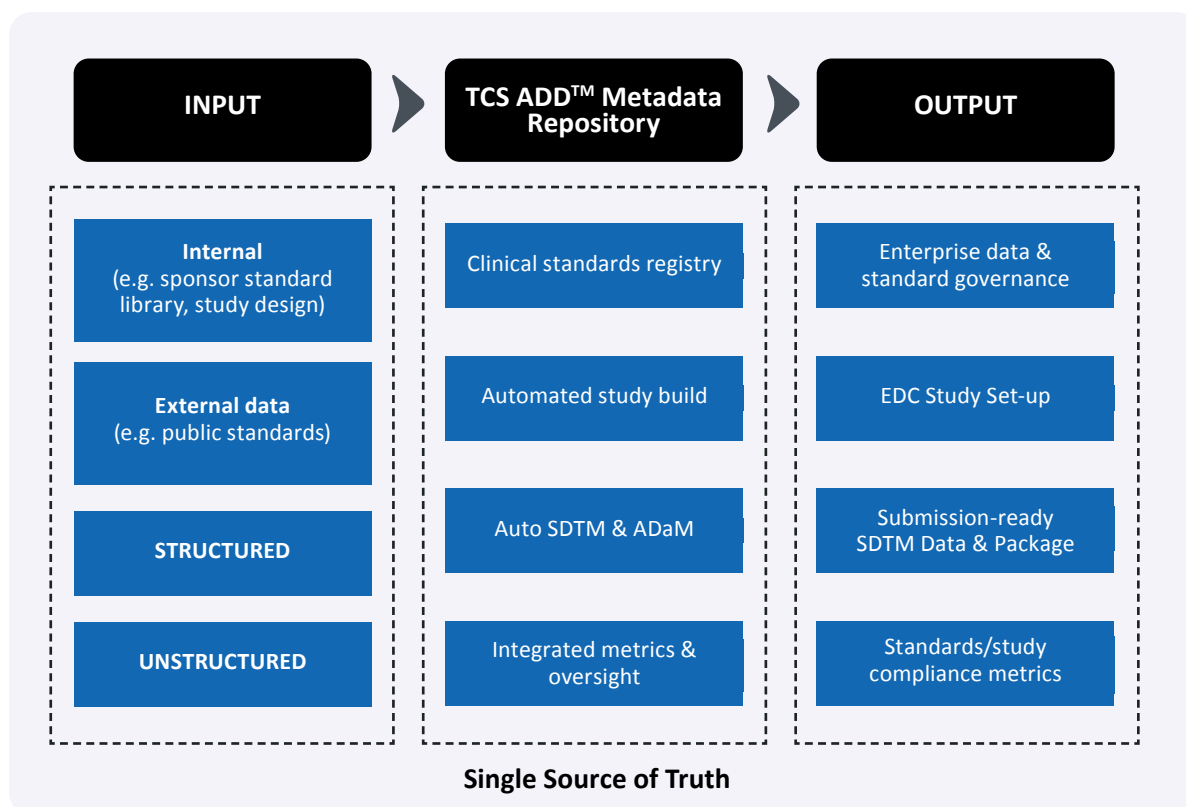 INPUT
TCS ADD™ Metadata
Repository
OUTPUT
Internal
(e.g. sponsor standard
library, study design)
External data
(e.g. public standards)
STRUCTURED
UNSTRUCTURED
Clinical standards registry
Automated study build
Auto SDTM & ADaM
Integrated metrics &
oversight
Enterprise data &
standard governance
EDC Study Set-up
Submission-ready
SDTM Data & Package
Standards/study
compliance metrics
Single Source of Truth